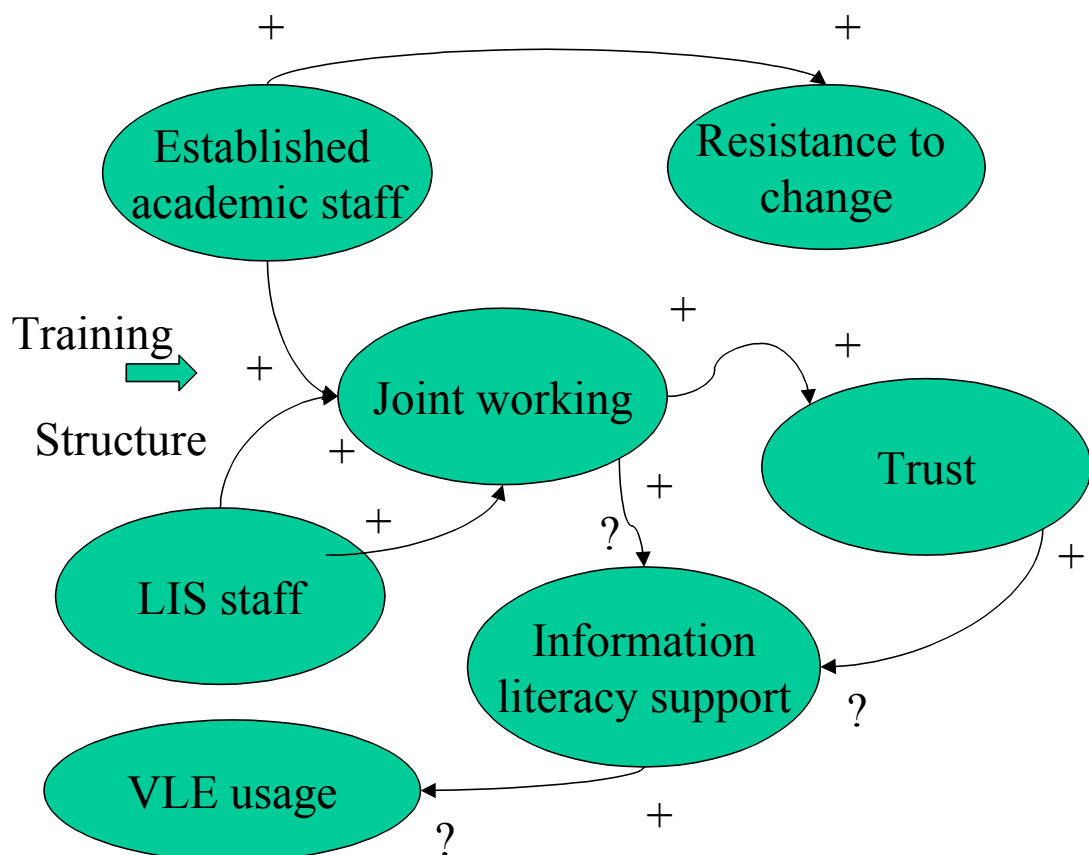 + +
Established
academic staff
Resistance to
change
Training
+
+
+
Structure
Joint working
+
Trust
+
+
?
+
LIS staff
Information
literacy support
?
VLE usage
+
?